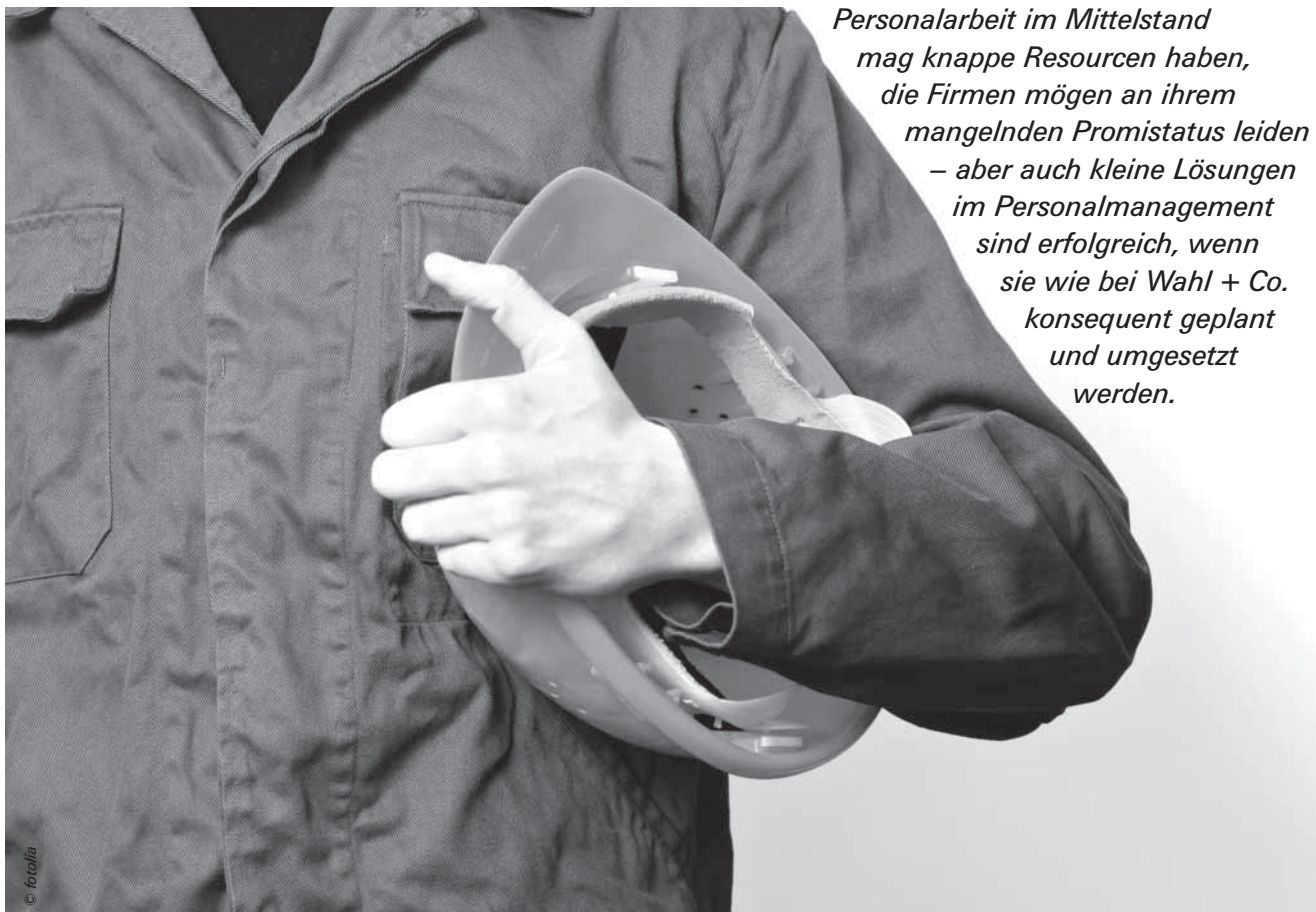 Personalarbeit im Mittelstand
mag knappe Resourcen haben,
die Firmen mögen an ihrem
mangelnden Promistatus leiden
– aber auch kleine Lösungen
im Personalmanagement
sind erfolgreich, wenn
sie wie bei Wahl + Co.
konsequent geplant
und umgesetzt
werden.
© fotolia